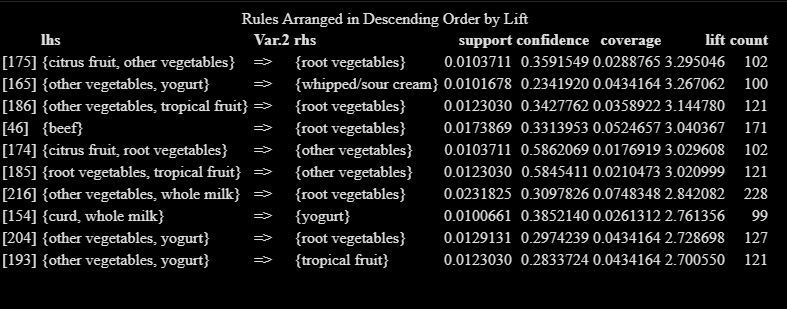 Rules Arranged in Descending Order by Lift
lhs Var.2 rhs support confidence coverage lift count
[175] {citrus fruit, other vegetables} => {root vegetables} 0.0103711 0.3591549 0.0288765 3.295046 102
[165] {other vegetables, yogurt} => {whipped/sour cream} 0.0101678 0.2341920 0.0434164 3.267062 100
[186] {other vegetables, tropical fruit} => {root vegetables} 0.0123030 0.3427762 0.0358922 3.144780 121
[46] {beef} => {root vegetables} 0.0173869 0.3313953 0.0524657 3.040367 171
[174] {citrus fruit, root vegetables} => {other vegetables} 0.0103711 0.5862069 0.0176919 3.029608 102
[185] {root vegetables, tropical fruit} => {other vegetables} 0.0123030 0.5845411 0.0210473 3.020999 121
[216] {other vegetables, whole milk} => {root vegetables} 0.0231825 0.3097826 0.0748348 2.842082 228
[154] {curd, whole milk} => {yogurt} 0.0100661 0.3852140 0.0261312 2.761356 99
[204] {other vegetables, yogurt} => {root vegetables} 0.0129131 0.2974239 0.0434164 2.728698 127
[193] {other vegetables, yogurt} => {tropical fruit} 0.0123030 0.2833724 0.0434164 2.700550 121